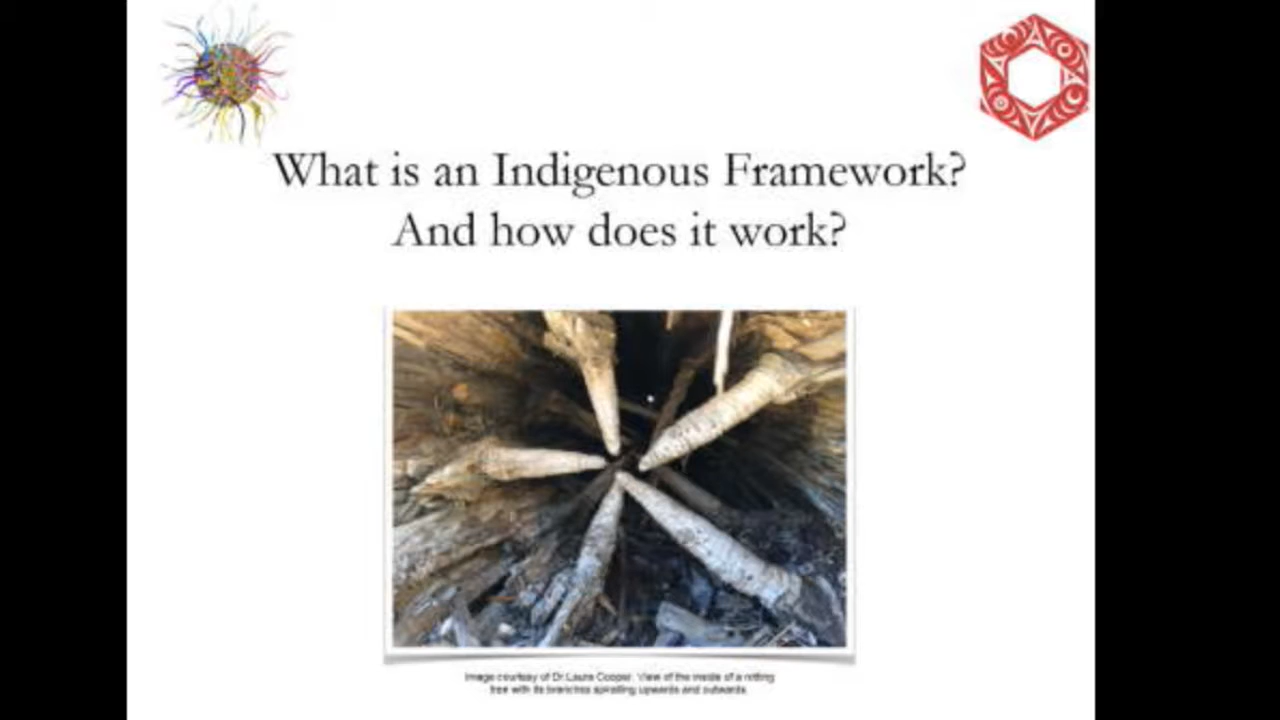 What is an Indigenous Framework?
And how does it work?
Image courtesy of Dr.Laura Cooper. View of the inside of a rotting
tree with its branches spiralling upwards and outwards.